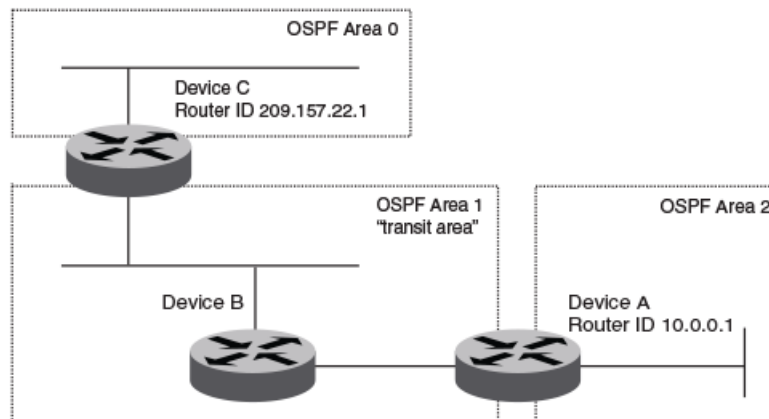 OSPF Area 0
Device C
Router ID 209.157.22.1
OSPF Area 1
“transit area”
OSPF Area 2
Device B
Device A
Router ID 10.0.0.1